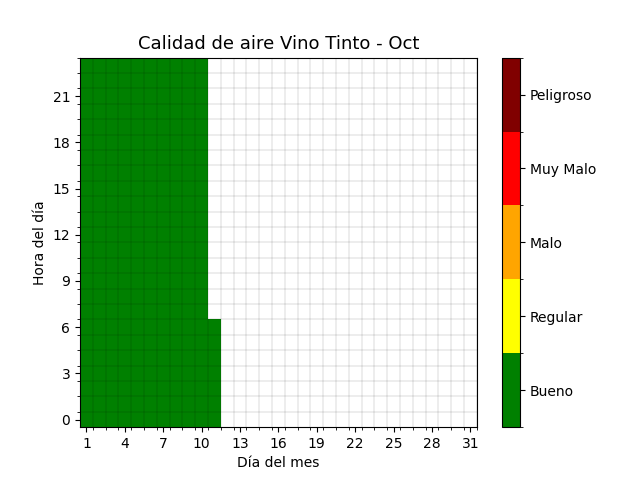 Calidad de aire Vino Tinto - Oct
Hora del día
21
18
15
12
9
6
3
0
1 4 7 10 13 16 19 22 25 28 31
Día del mes
Peligroso
Muy Malo
Malo
Regular
Bueno